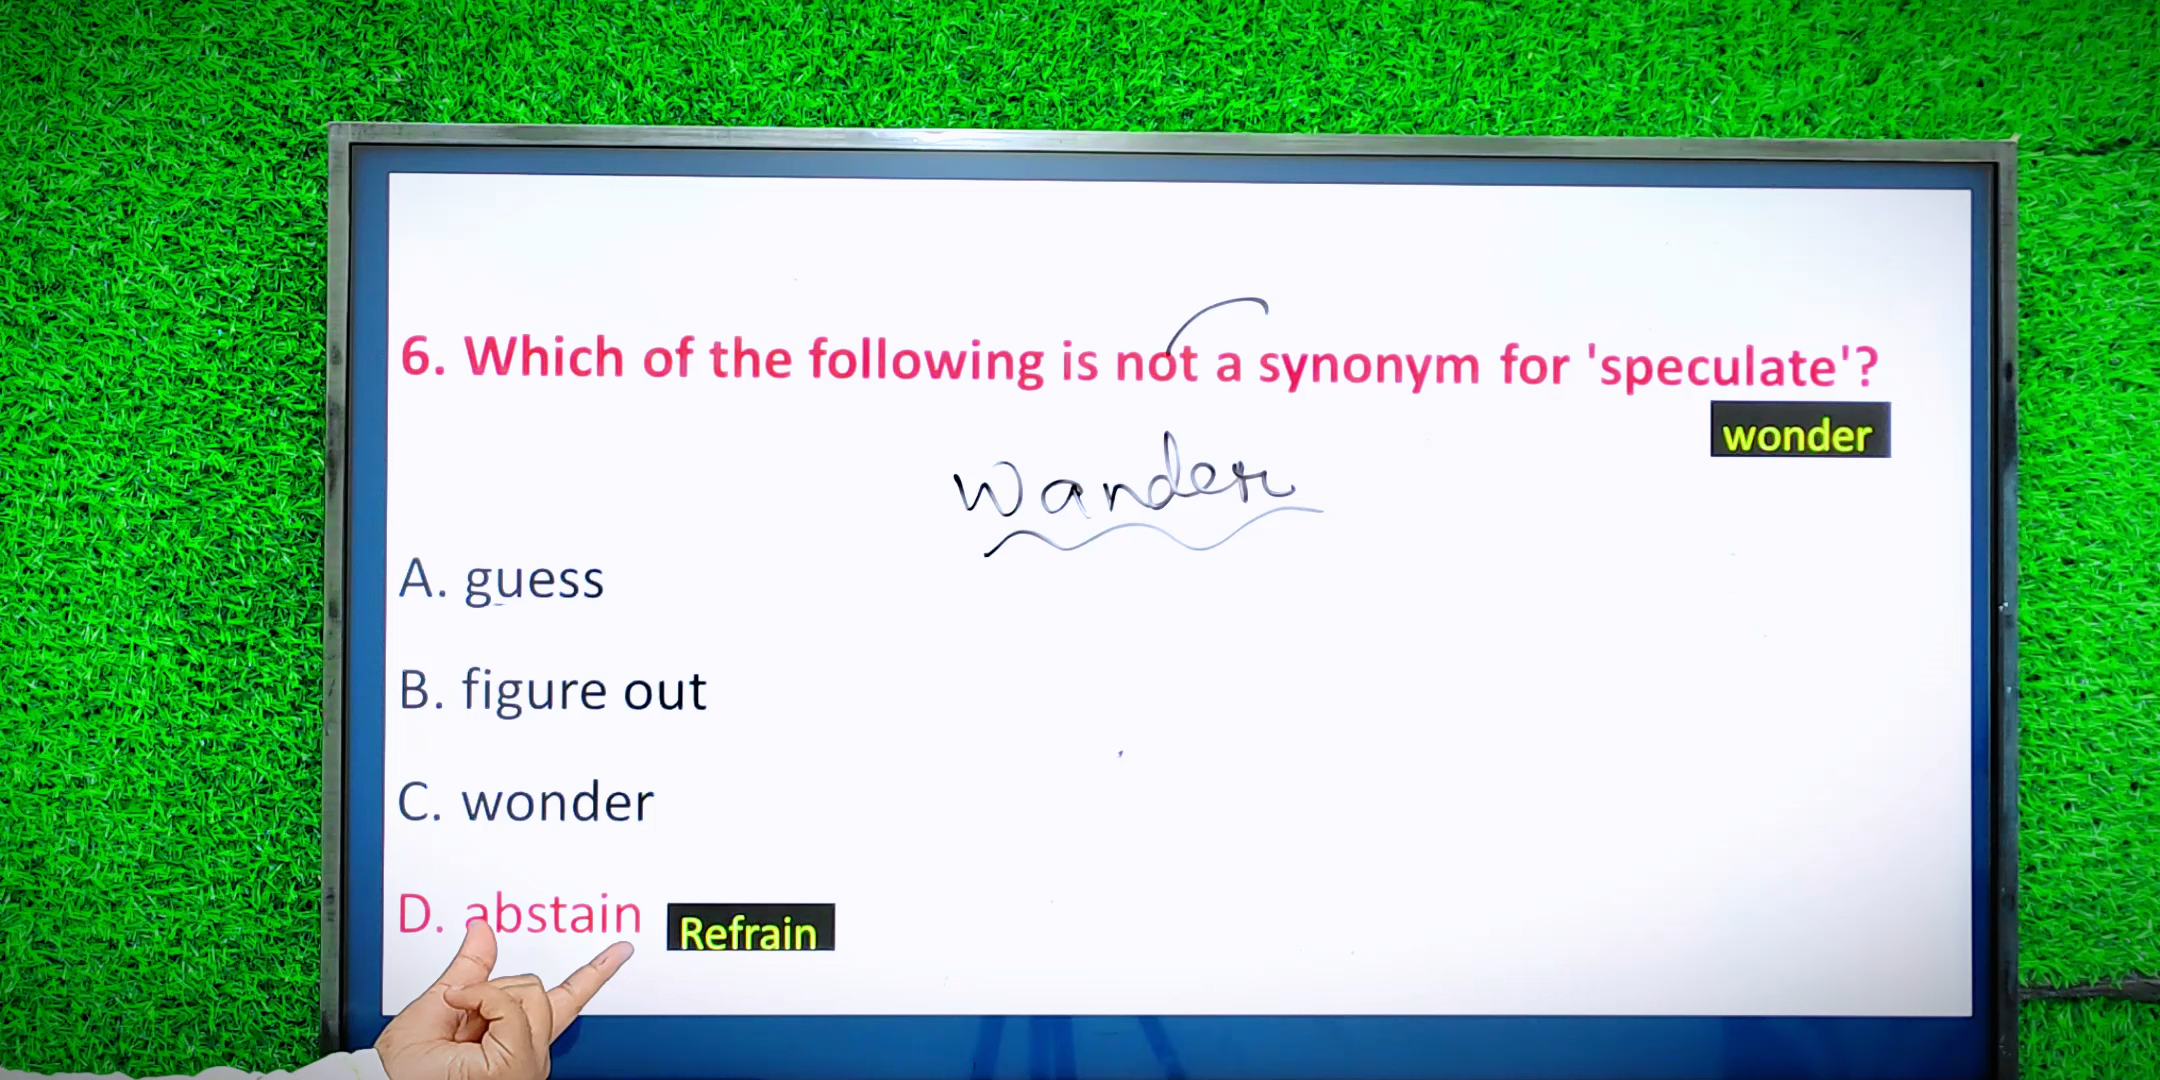 6. Which of the following is not a synonym for 'speculate'?
wonder
Wander
A. guess
B. figure out
C. wonder
D. abstain Refrain